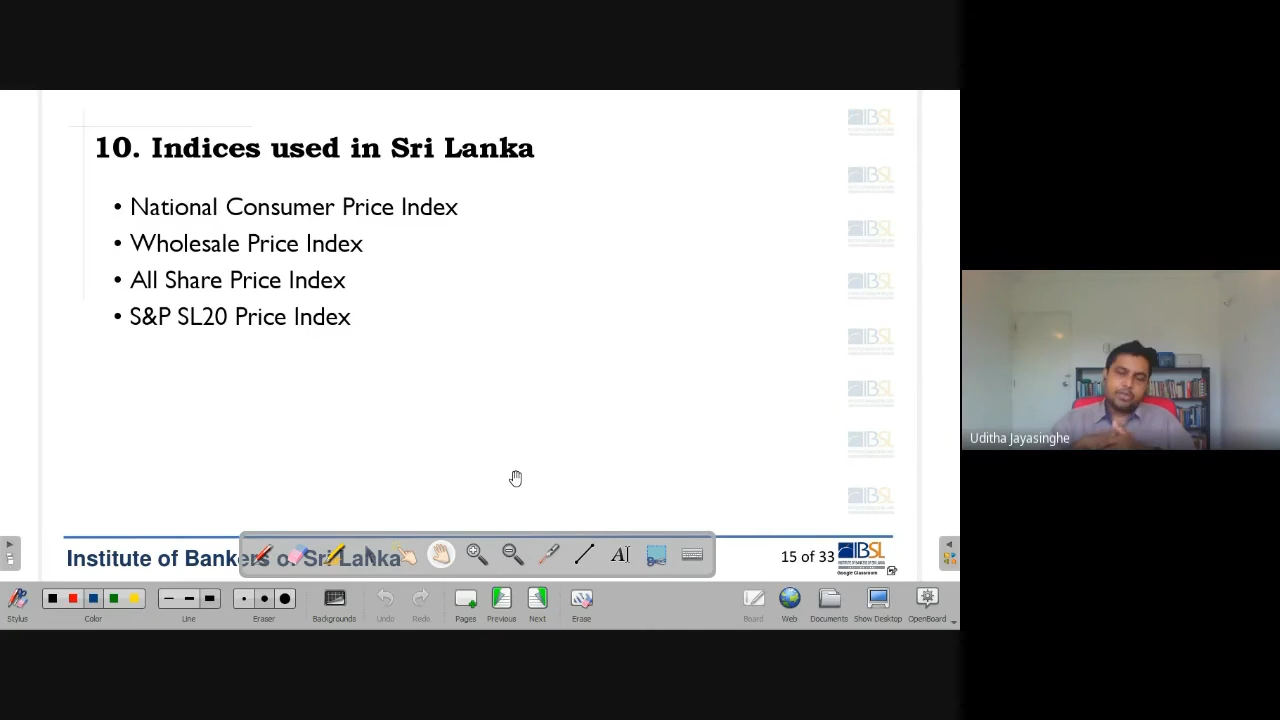 10. Indices used in Sri Lanka
• National Consumer Price Index
• Wholesale Price Index
• All Share Price Index
• S&P SL20 Price Index
Uditha Jayasinghe
Institute of Bankers of Sri Lanka
15 of 33
IBSL
Google Classroom
Stylus
Color
Line
Eraser
Backgrounds
Undo
Redo
Pages
Previous
Next
Erase
Board
Web
Documents
Show Desktop
OpenBoard